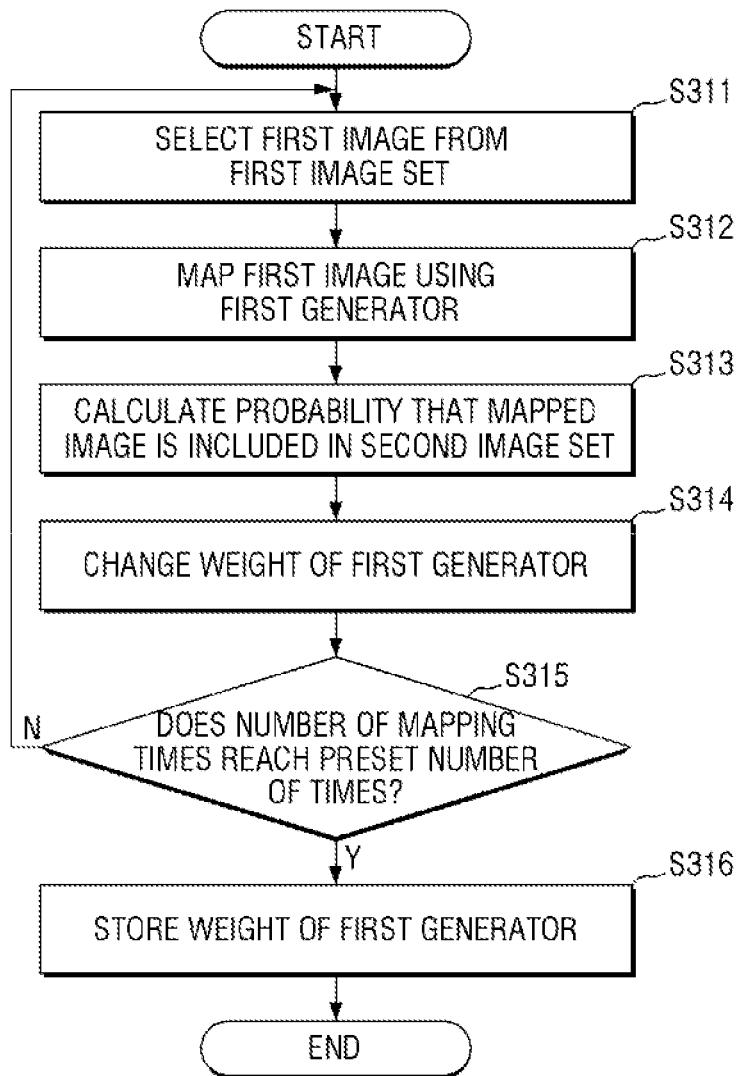 START
S311
SELECT FIRST IMAGE FROM
FIRST IMAGE SET
S312
MAP FIRST IMAGE USING
FIRST GENERATOR
S313
CALCULATE PROBABILITY THAT MAPPED
IMAGE IS INCLUDED IN SECOND IMAGE SET
S314
CHANGE WEIGHT OF FIRST GENERATOR
S315
N
DOES NUMBER OF MAPPING
TIMES REACH PRESET NUMBER
OF TIMES?
Y
S316
STORE WEIGHT OF FIRST GENERATOR
END